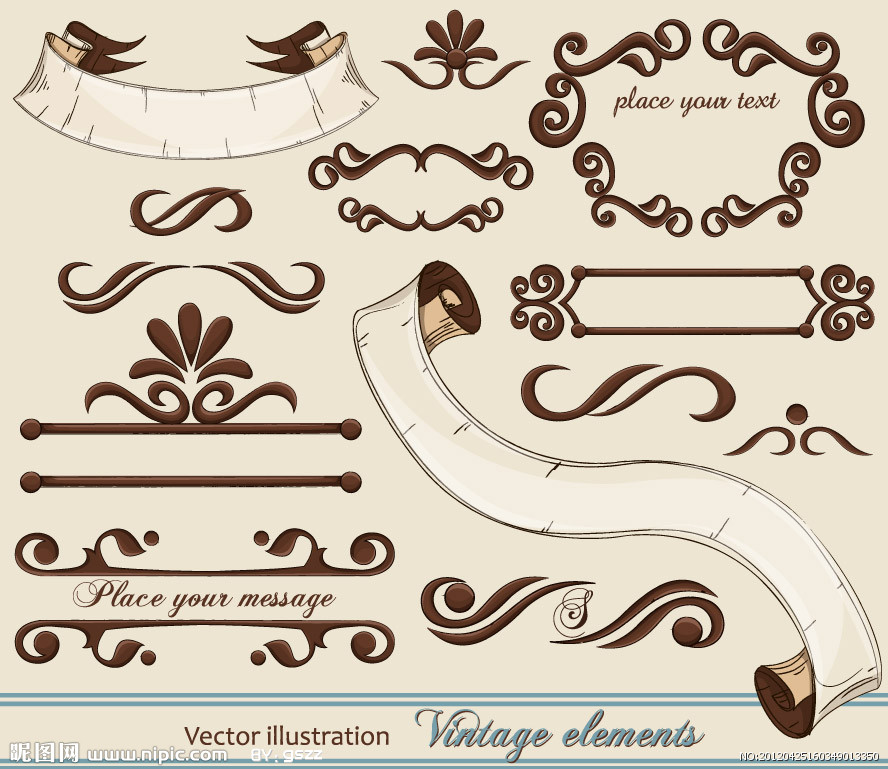 place your text
Place your message
S
Vector illustration
Vintage elements
昵图网 www.nipic.com BY:gszz
NO:20120425160349013350